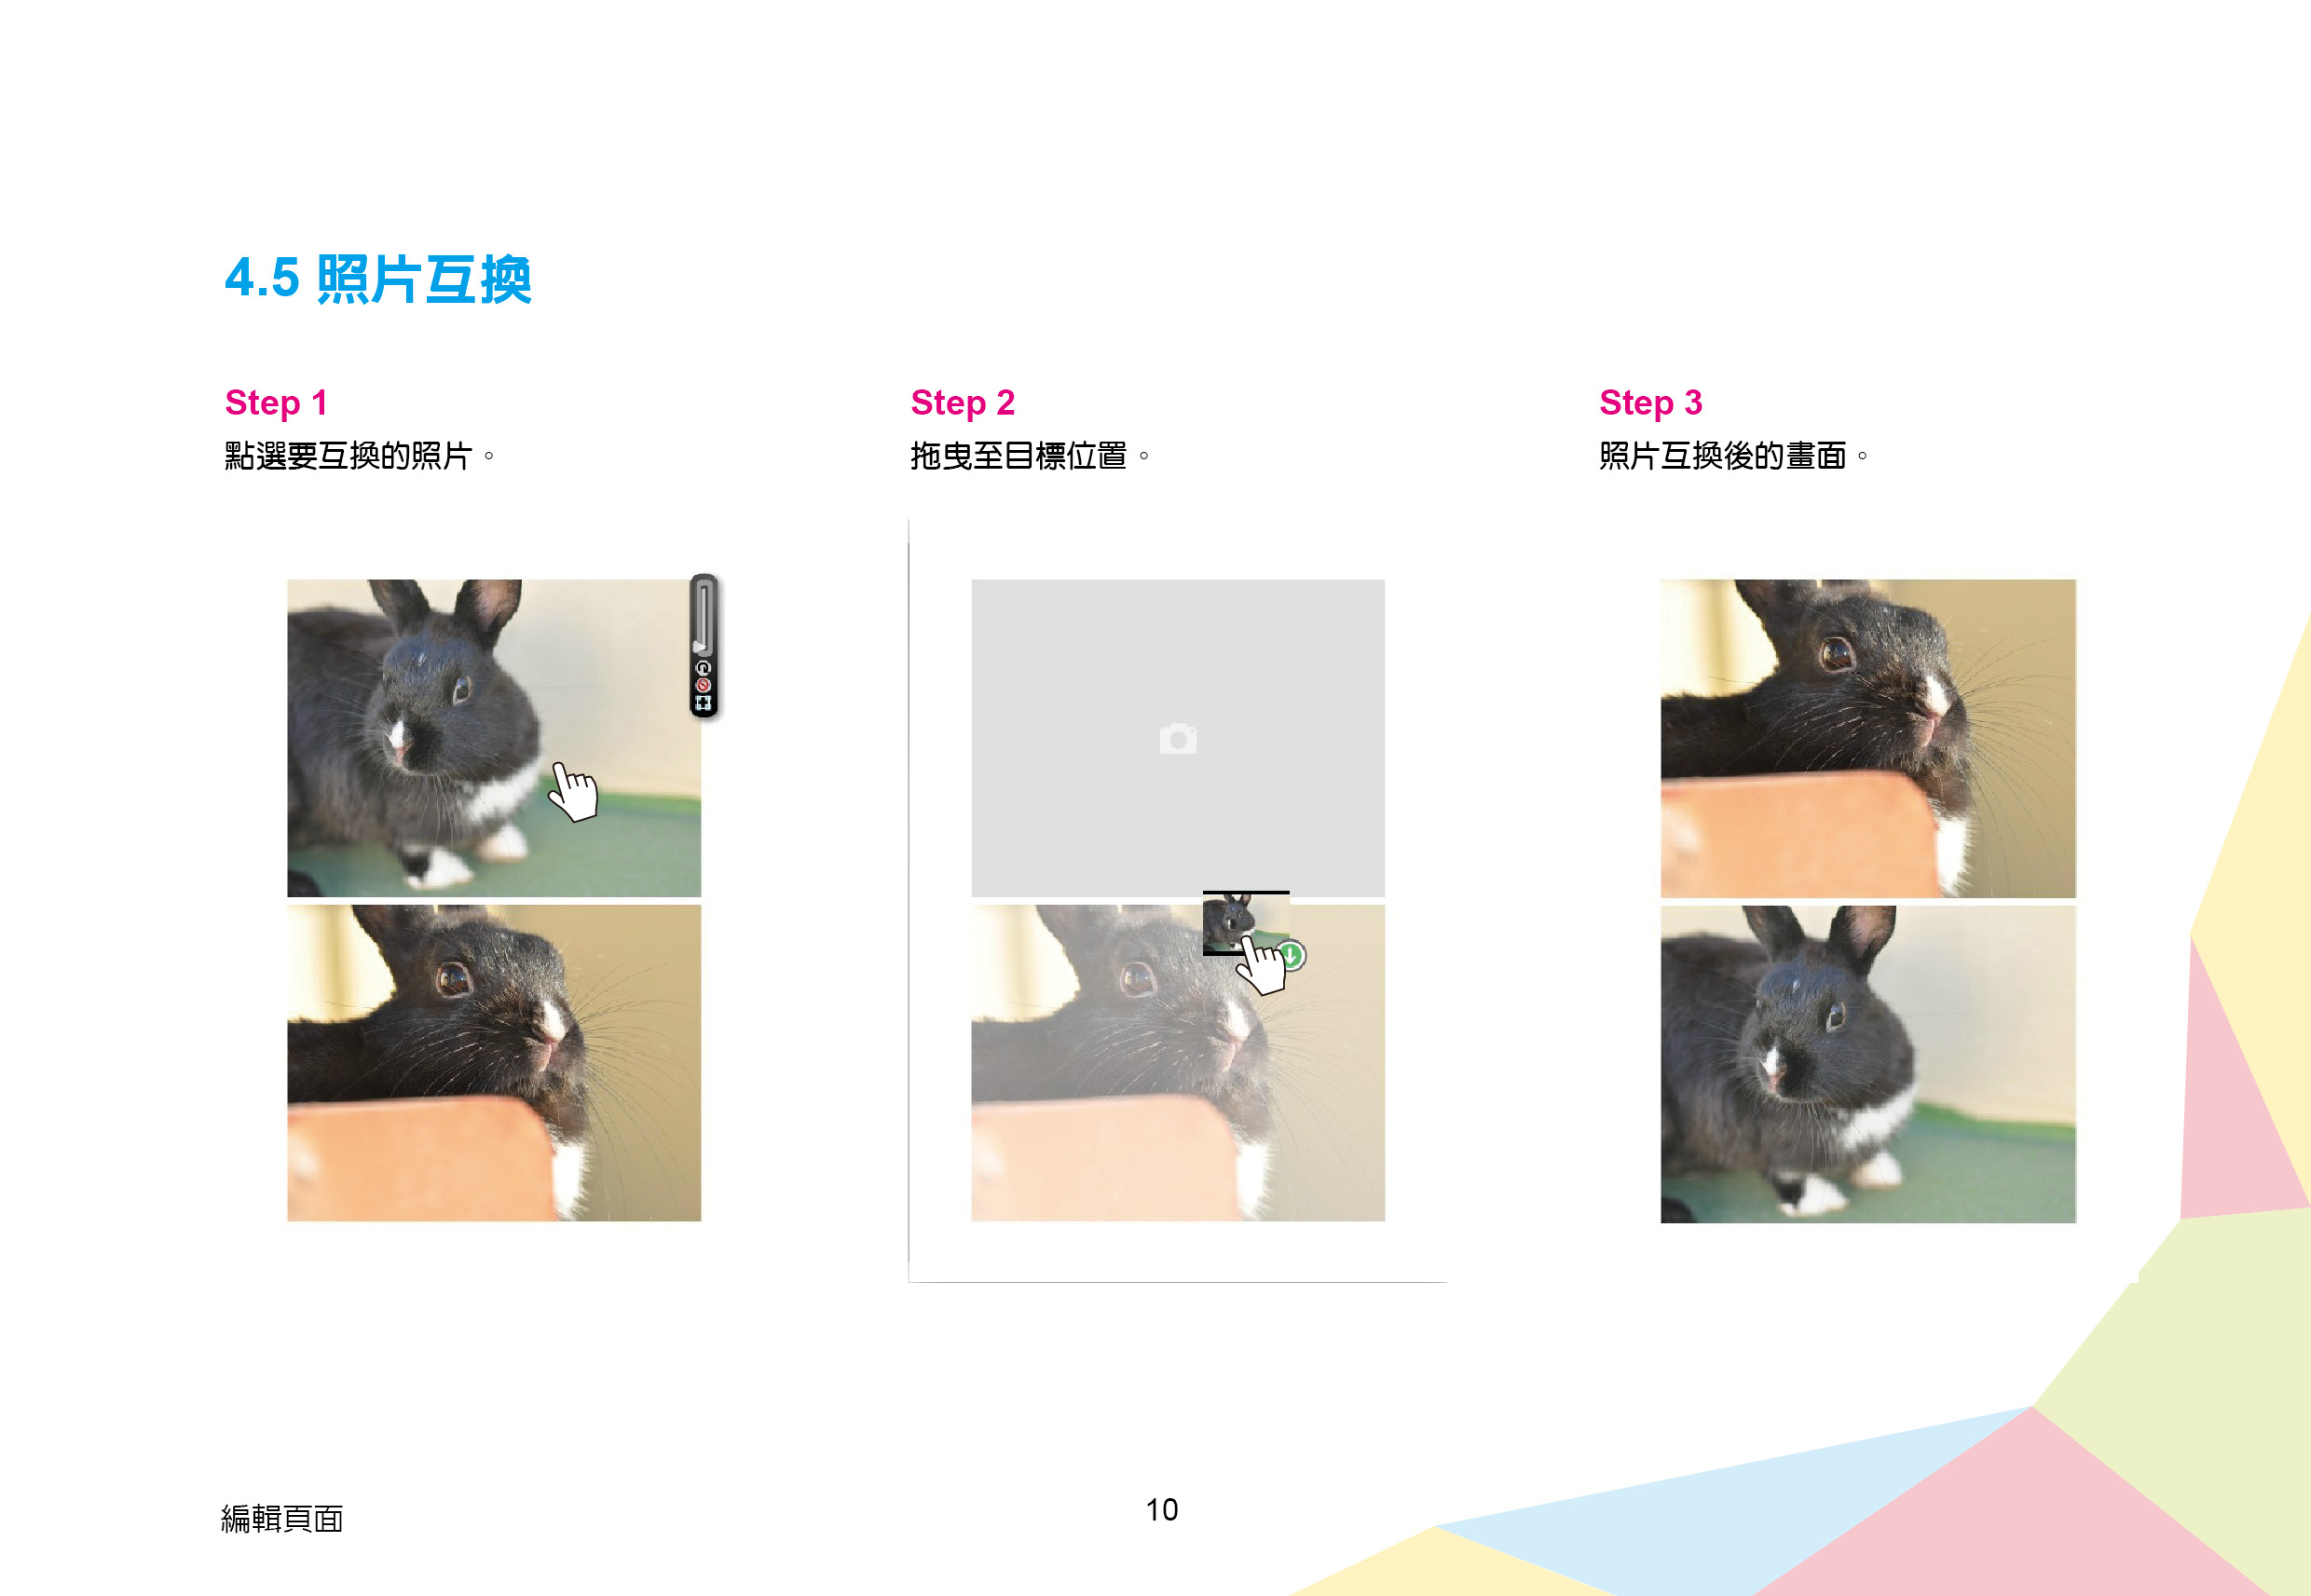 4.5 照片互換
Step 1
點選要互換的照片。
Step 2
拖曳至目標位置。
Step 3
照片互換後的畫面。
編輯頁面
10